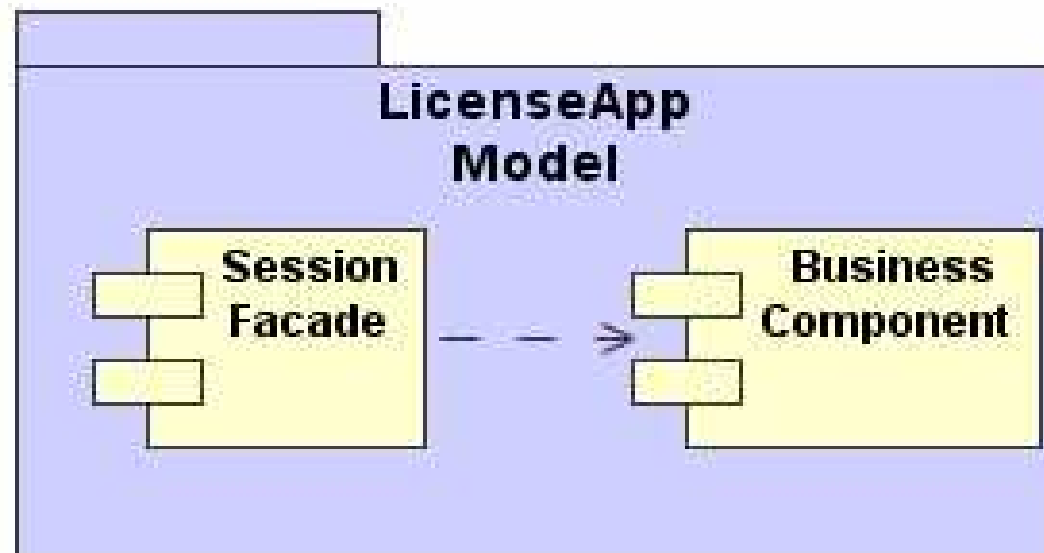 LicenseApp
Model
Session
Facade
Business
Component